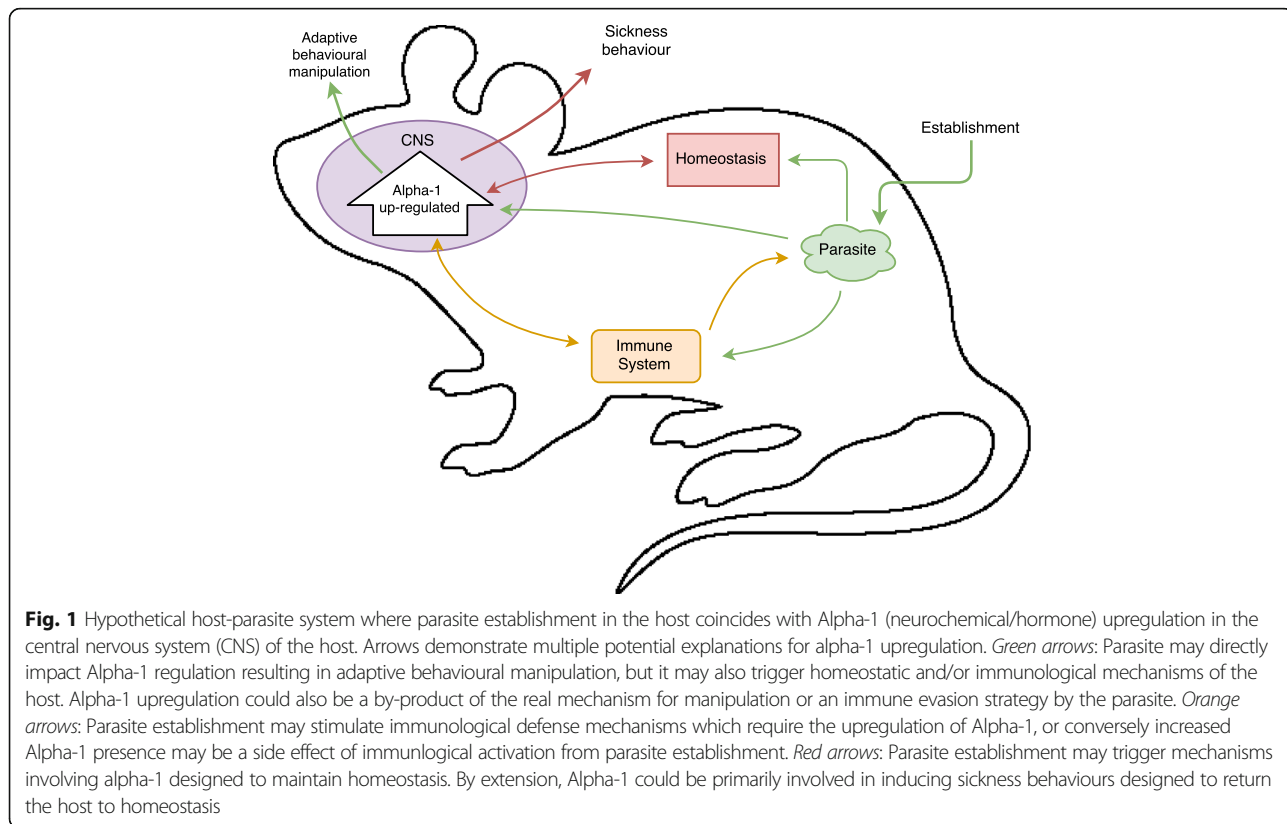 Adaptive
behavioural
manipulation
Sickness
behaviour
Establishment
CNS
Alpha-1
up-regulated
Homeostasis
Parasite
Immune
System
Fig. 1 Hypothetical host-parasite system where parasite establishment in the host coincides with Alpha-1 (neurochemical/hormone) upregulation in the
central nervous system (CNS) of the host. Arrows demonstrate multiple potential explanations for alpha-1 upregulation. Green arrows: Parasite may directly
impact Alpha-1 regulation resulting in adaptive behavioural manipulation, but it may also trigger homeostatic and/or immunological mechanisms of the
host. Alpha-1 upregulation could also be a by-product of the real mechanism for manipulation or an immune evasion strategy by the parasite. Orange
arrows: Parasite establishment may stimulate immunological defense mechanisms which require the upregulation of Alpha-1, or conversely increased
Alpha-1 presence may be a side effect of immunlogical activation from parasite establishment. Red arrows: Parasite establishment may trigger mechanisms
involving alpha-1 designed to maintain homeostasis. By extension, Alpha-1 could be primarily involved in inducing sickness behaviours designed to return
the host to homeostasis